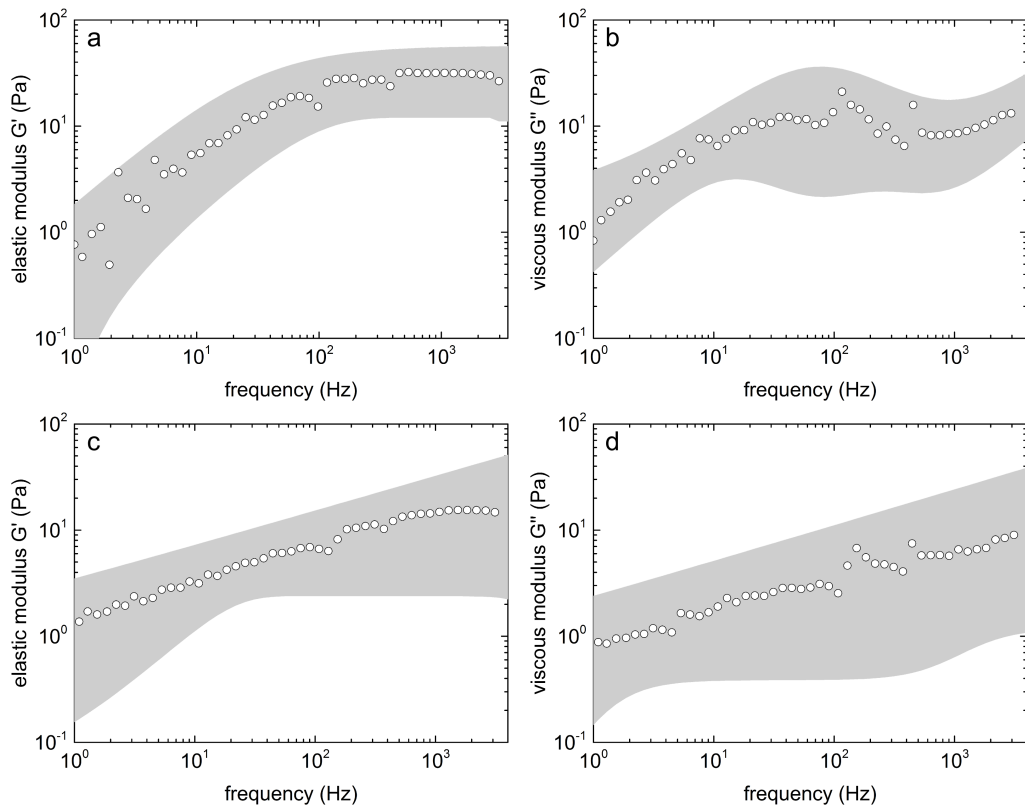 a
10²
10¹
10⁰
10⁻¹
elastic modulus G' (Pa)
10⁰ 10¹ 10² 10³
frequency (Hz)
b
10²
10¹
10⁰
10⁻¹
viscous modulus G'' (Pa)
10⁰ 10¹ 10² 10³
frequency (Hz)
c
10²
10¹
10⁰
10⁻¹
elastic modulus G' (Pa)
10⁰ 10¹ 10² 10³
frequency (Hz)
d
10²
10¹
10⁰
10⁻¹
viscous modulus G'' (Pa)
10⁰ 10¹ 10² 10³
frequency (Hz)